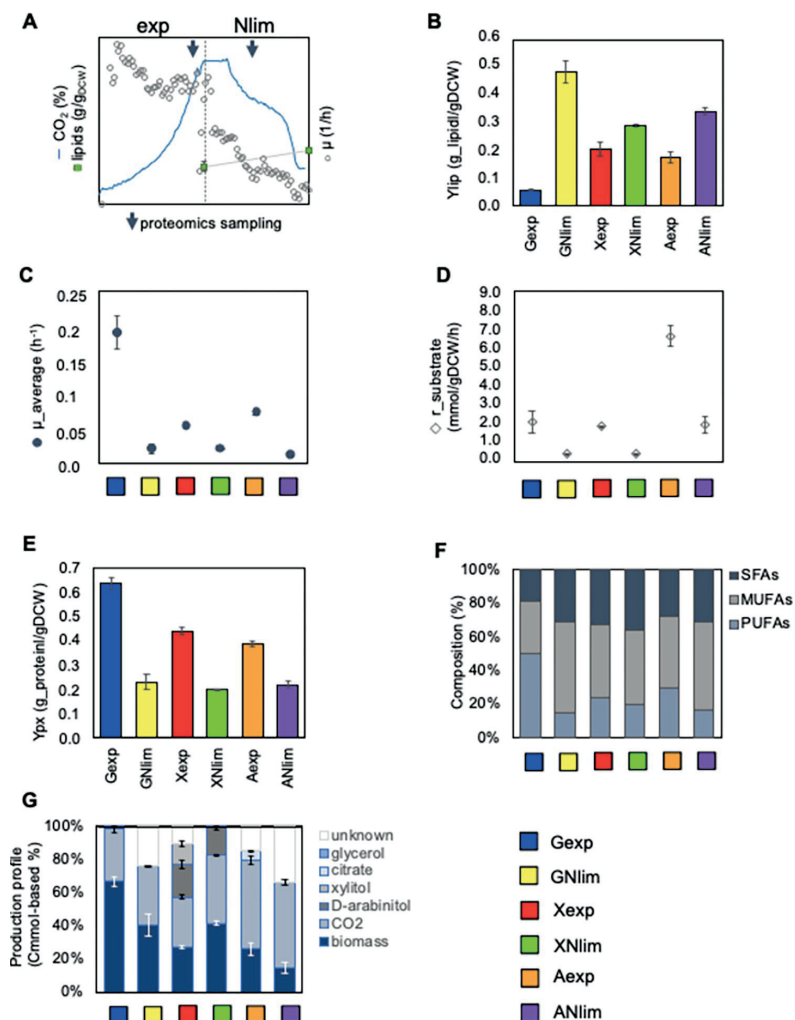 A
exp Nlim
CO2 (%)
lipids (g/gDCW)
μ (1/h)
proteomics sampling
B
Ylip (g_lipidl/gDCW)
0.6
0.5
0.4
0.3
0.2
0.1
0.0
Gexp GNlim Xexp XNlim Aexp ANlim
C
μ_average (h-1)
0.25
0.2
0.15
0.1
0.05
0.0
D
r_substrate
(mmol/gDCW/h)
9.0
8.0
7.0
6.0
5.0
4.0
3.0
2.0
1.0
0.0
E
Ypx (g_proteinl/gDCW)
0.7
0.6
0.5
0.4
0.3
0.2
0.1
0.0
Gexp GNlim Xexp XNlim Aexp ANlim
F
Composition (%)
100%
80%
60%
40%
20%
0%
SFAs
MUFAs
PUFAs
G
Production profile
(Cmmol-based %)
100%
80%
60%
40%
20%
0%
unknown
glycerol
citrate
xylitol
D-arabinitol
CO2
biomass
Gexp
GNlim
Xexp
XNlim
Aexp
ANlim